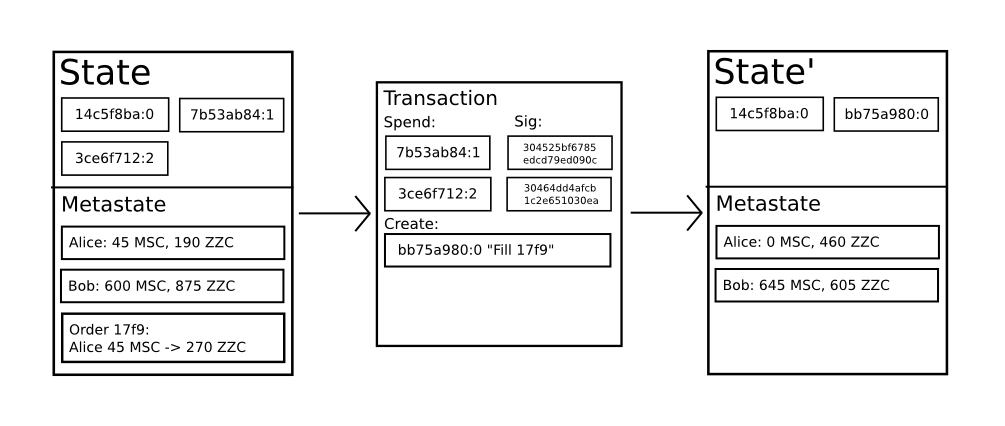 State
14c5f8ba:0
7b53ab84:1
3ce6f712:2
Metastate
Alice: 45 MSC, 190 ZZC
Bob: 600 MSC, 875 ZZC
Order 17f9:
Alice 45 MSC -> 270 ZZC
Transaction
Spend:
Sig:
7b53ab84:1
304525bf6785
edcd79ed090c
3ce6f712:2
30464dd4afcb
1c2e651030ea
Create:
bb75a980:0 "Fill 17f9"
State'
14c5f8ba:0
bb75a980:0
Metastate
Alice: 0 MSC, 460 ZZC
Bob: 645 MSC, 605 ZZC